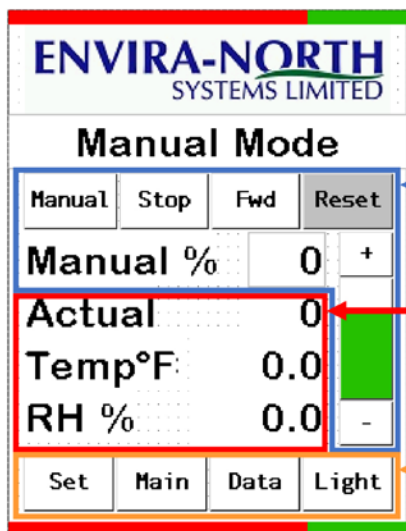 ENVIRA-NORTH
SYSTEMS LIMITED
Manual Mode
Manual Stop Fwd Reset
Manual % 0 +
Actual 0
Temp°F 0.0
RH % 0.0 -
Set Main Data Light